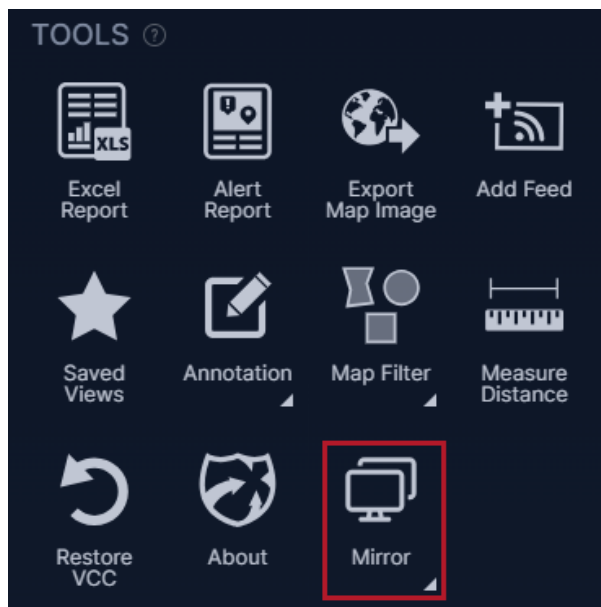 TOOLS ?
XLS
Excel
Report
Alert
Report
Export
Map Image
Add Feed
Saved
Views
Annotation
Map Filter
Measure
Distance
Restore
VCC
About
Mirror